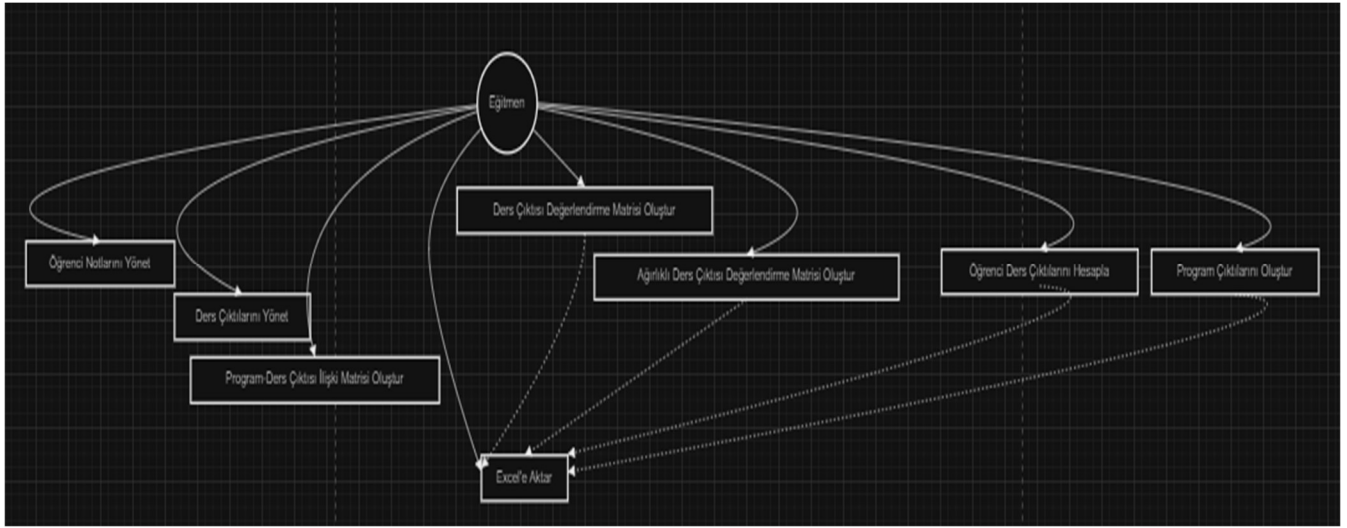 Eğitmen
Ders Çıktısı Değerlendirme Matrisi Oluştur
Öğrenci Notlarını Yönet
Ağırlıklı Ders Çıktısı Değerlendirme Matrisi Oluştur
Öğrenci Ders Çıktılarını Hesapla
Program Çıktılarını Oluştur
Ders Çıktılarını Yönet
Program-Ders Çıktısı İlişki Matrisi Oluştur
Excel'e Aktar